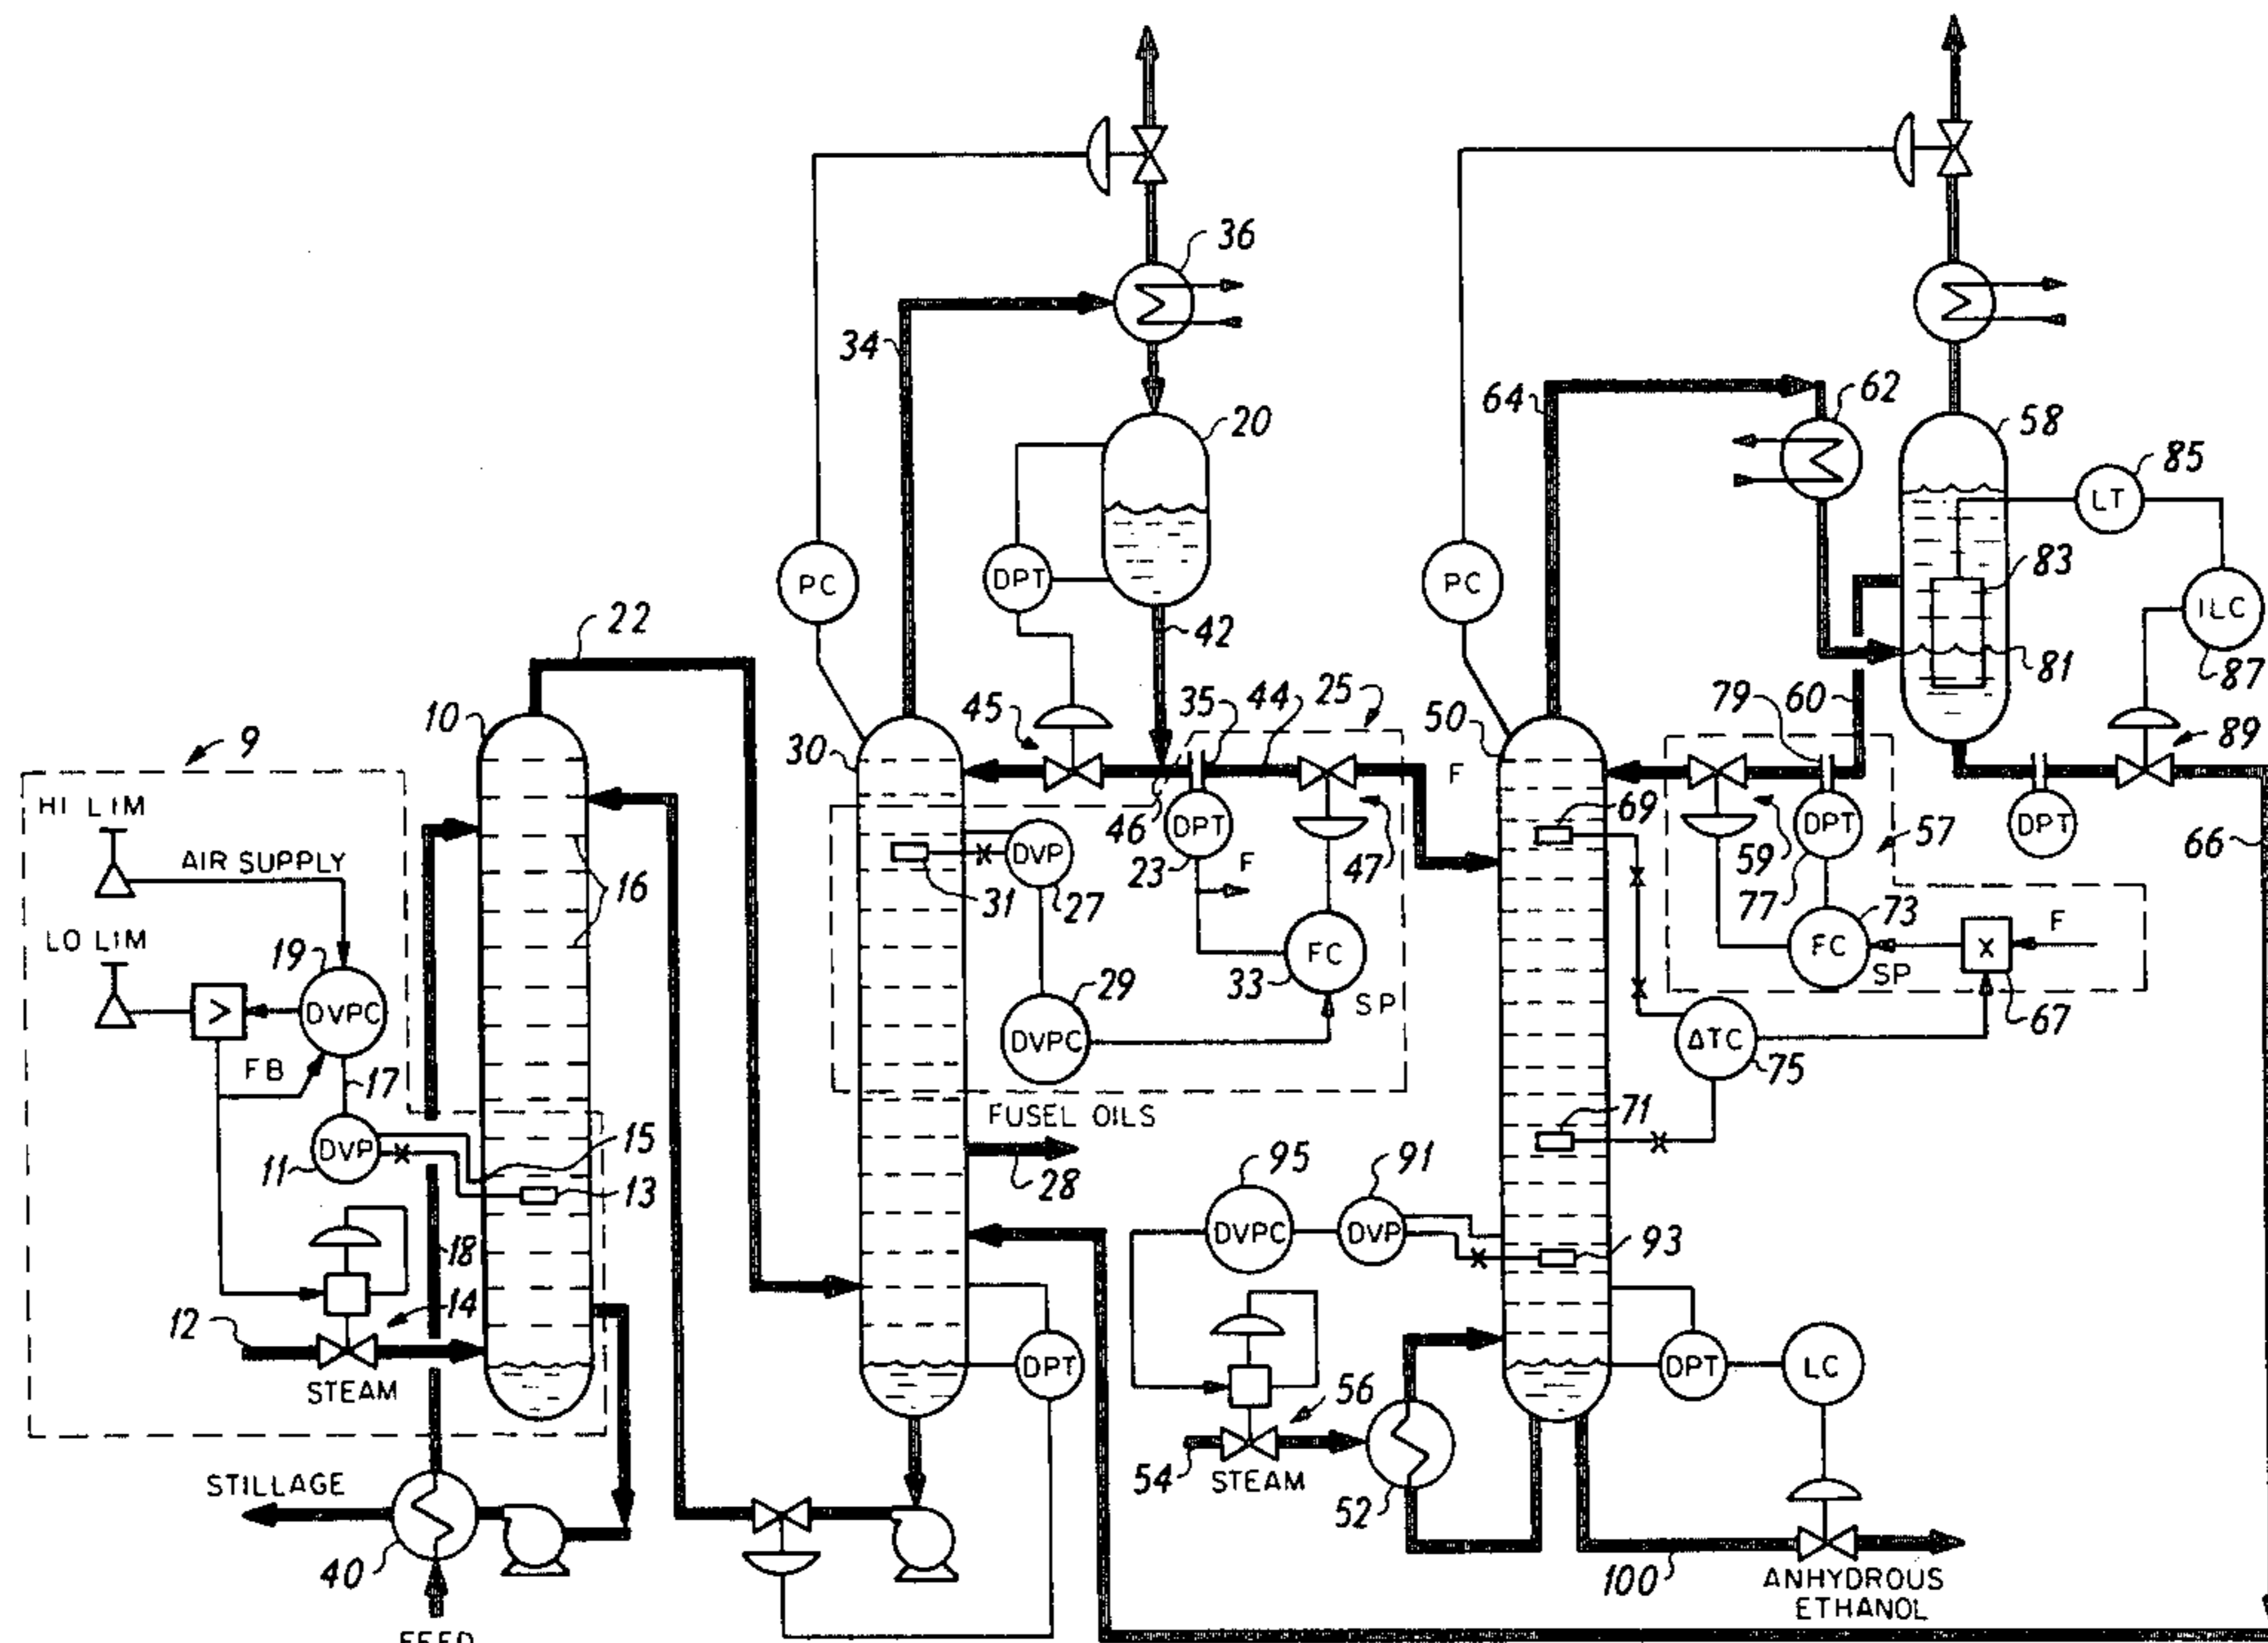 36
34
20
62
64
58
85
LT
PC
DPT
42
PC
83
ILC
87
81
22
10
45
35
44
25
50
79
60
89
9
30
F
46
DPT
47
69
59
DPT
57
DPT
66
HI LIM
AIR SUPPLY
16
31
DVP
27
23
F
77
73
F
LO LIM
19
DVPC
29
33
FC
SP
FC
SP
X
67
>
FB
17
DVPC
ΔTC
75
FUSEL OILS
71
DVP
11
15
13
28
95
91
DVPC
DVP
93
18
14
12
STEAM
DPT
56
DPT
LC
54
STEAM
52
STILLAGE
40
100
ANHYDROUS
ETHANOL
FEED